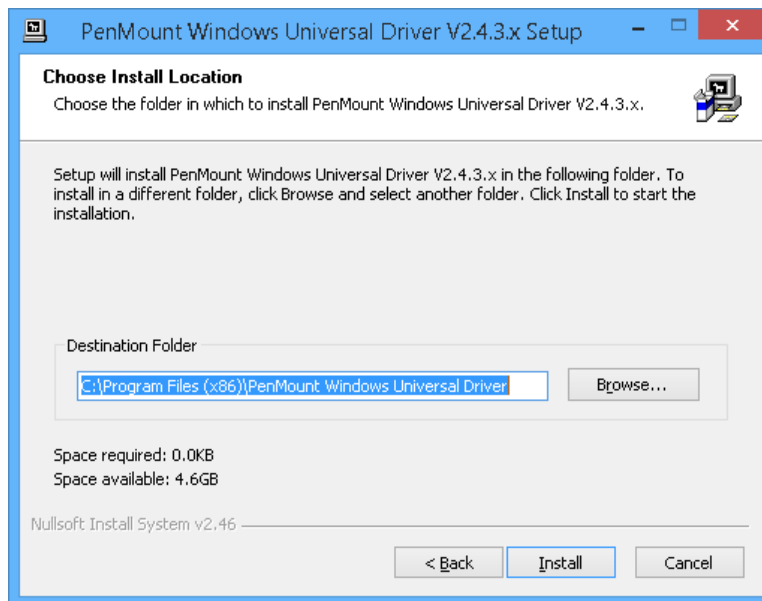 PenMount Windows Universal Driver V2.4.3.x Setup
Choose Install Location
Choose the folder in which to install PenMount Windows Universal Driver V2.4.3.x.
Setup will install PenMount Windows Universal Driver V2.4.3.x in the following folder. To
install in a different folder, click Browse and select another folder. Click Install to start the
installation.
Destination Folder
C:\Program Files (x86)\PenMount Windows Universal Driver
Browse...
Space required: 0.0KB
Space available: 4.6GB
Nullsoft Install System v2.46
< Back
Install
Cancel